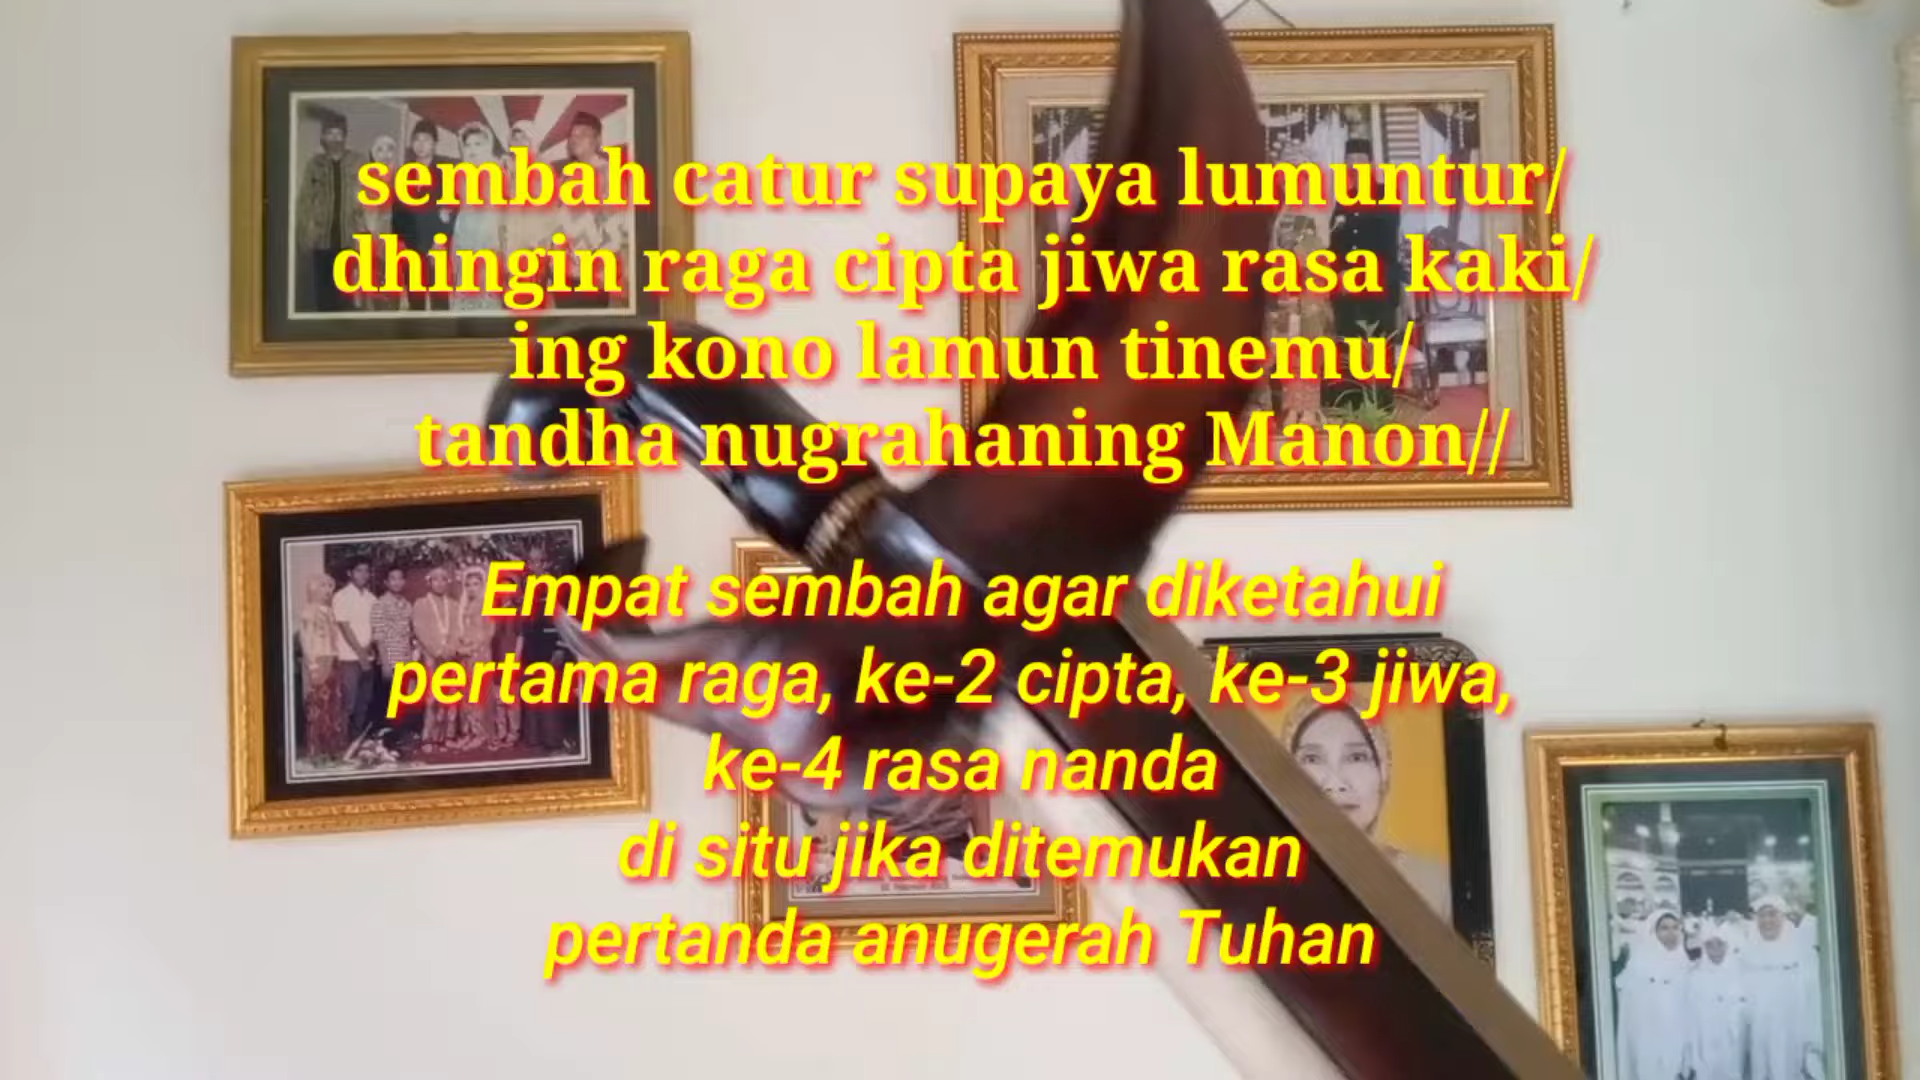 sembah catur supaya lumuntur/
dhingin raga cipta jiwa rasa kaki/
ing kono lamun tinemu/
tandha nugrahaning Manon//
Empat sembah agar diketahui
pertama raga, ke-2 cipta, ke-3 jiwa,
ke-4 rasa nanda
di situ jika ditemukan
pertanda anugerah Tuhan